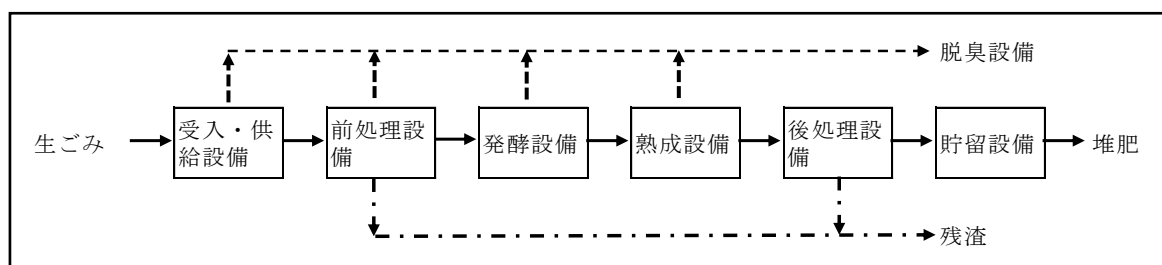 脱臭設備
生ごみ
受入・供
給設備
前処理設
備
発酵設備
熟成設備
後処理設
備
貯留設備
堆肥
残渣